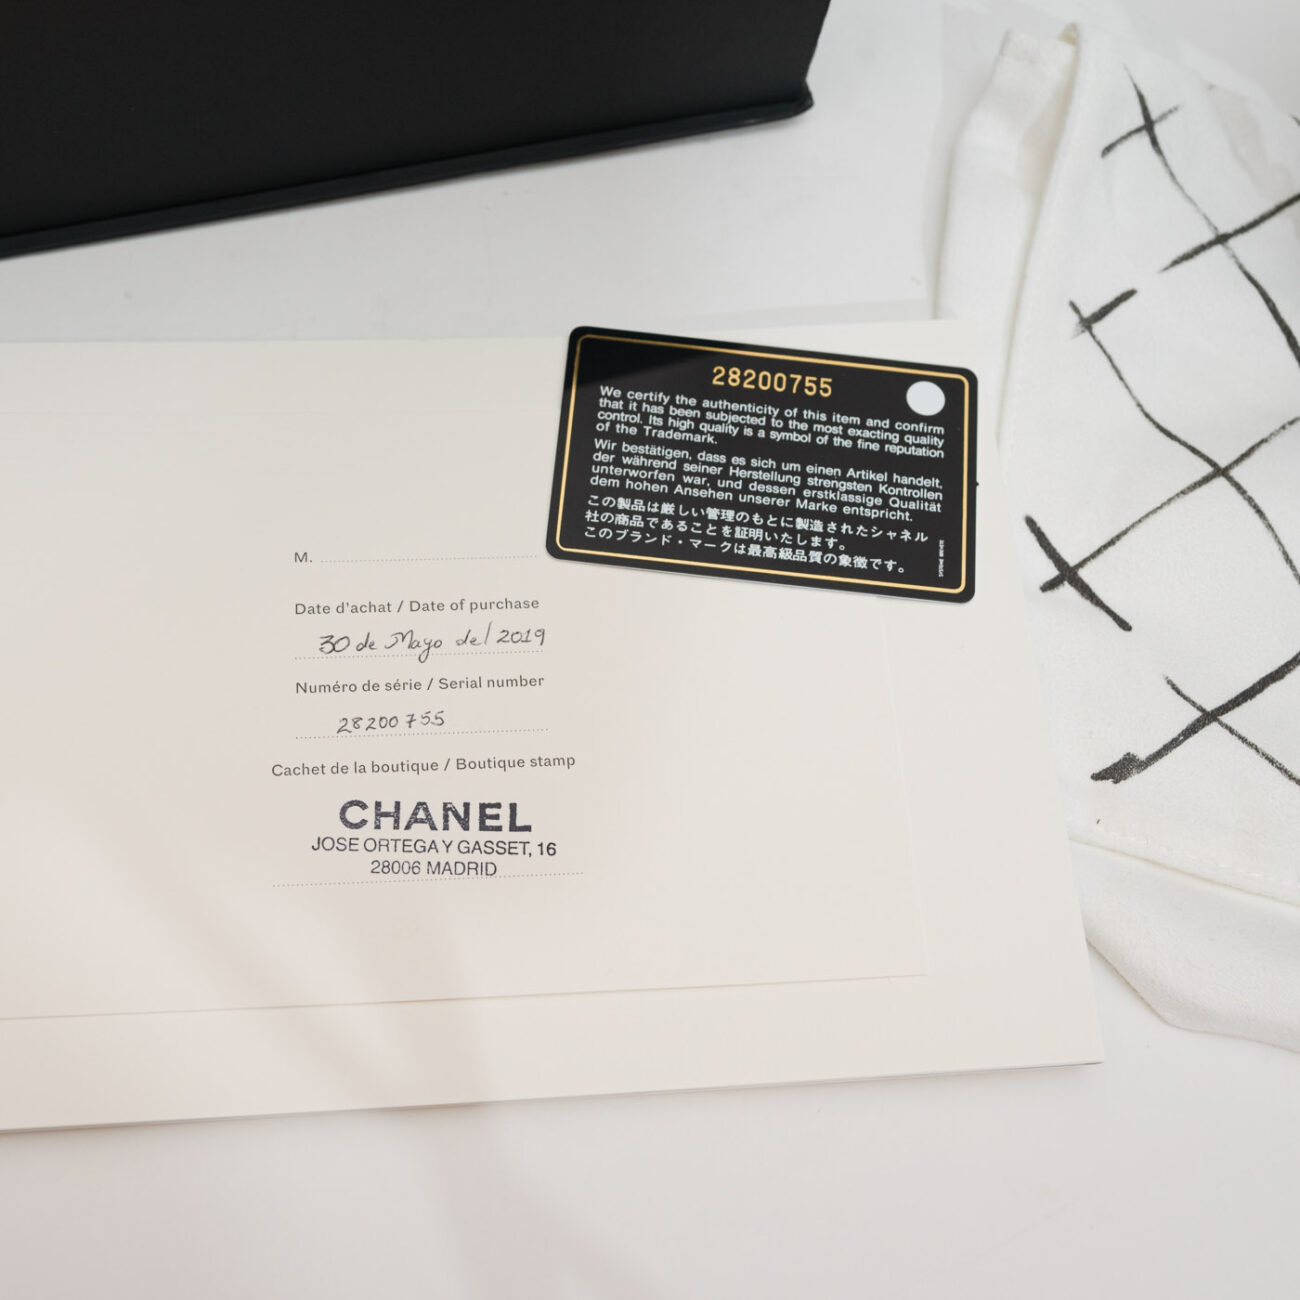 28200755
We certify the authenticity of this item and confirm
that it has been subjected to the most exacting quality
control. Its high quality is a symbol of the fine reputation
of the Trademark.
Wir bestätigen, dass es sich um einen Artikel handelt,
der während seiner Herstellung strengsten Kontrollen
unterworfen war, und dessen erstklassige Qualität
dem hohen Ansehen unserer Marke entspricht.
この製品は厳しい管理のもとに製造されたシャネル
社の商品であることを証明いたします。
このブランド・マークは最高級品質の象徴です。
M.
Date d'achat / Date of purchase
30 de Mayo del 2019
Numéro de série / Serial number
28200755
Cachet de la boutique / Boutique stamp
CHANEL
JOSE ORTEGA Y GASSET, 16
28006 MADRID